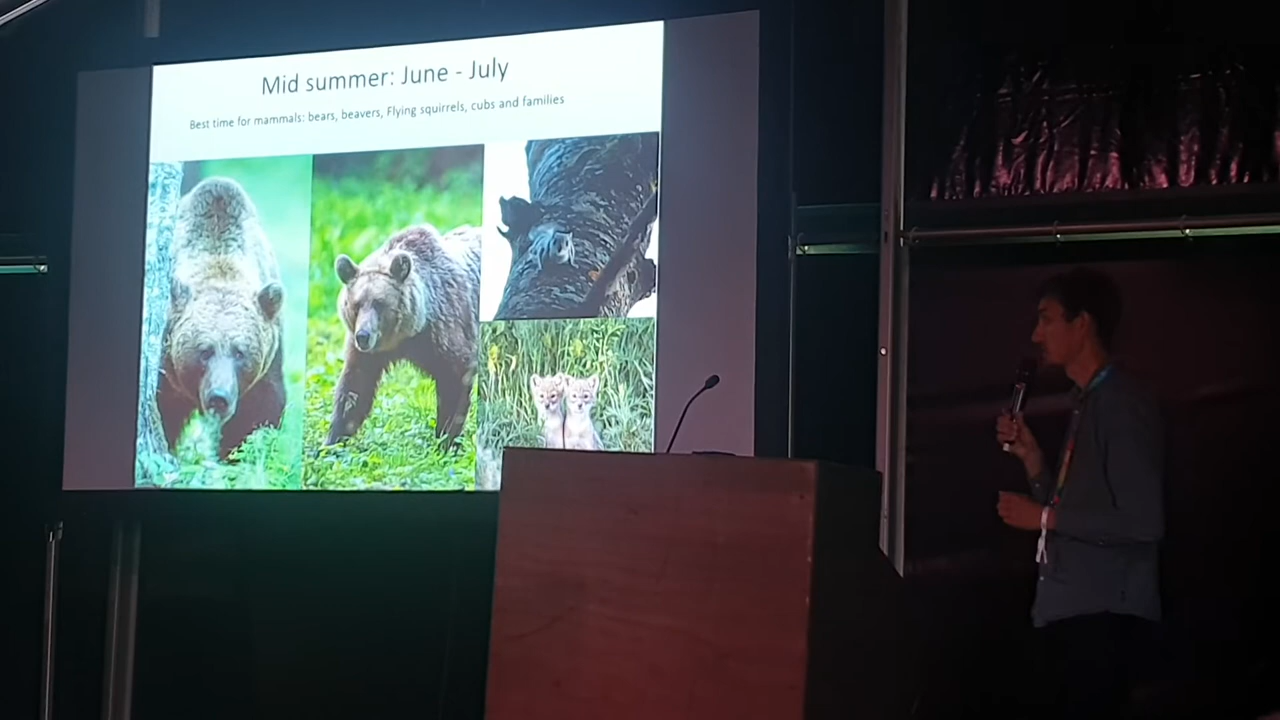 Mid summer: June - July
Best time for mammals: bears, beavers, Flying squirrels, cubs and families